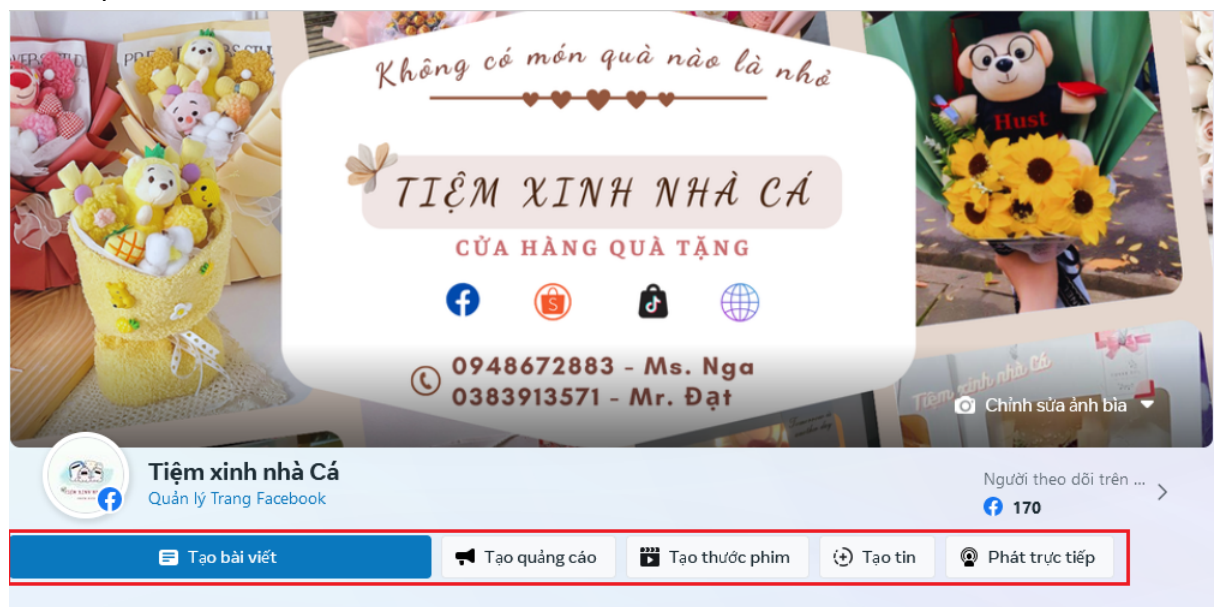 Không có món quà nào là nhỏ
Hust
TIỆM XINH NHÀ CÁ
CỬA HÀNG QUÀ TẶNG
0948672883 - Ms. Nga
0383913571 - Mr. Đạt
Tiệm xinh nhà Cá
Chỉnh sửa ảnh bìa
Tiệm xinh nhà Cá
Quản lý Trang Facebook
Người theo dõi trên ...
170
Tạo bài viết
Tạo quảng cáo
Tạo thước phim
Tạo tin
Phát trực tiếp